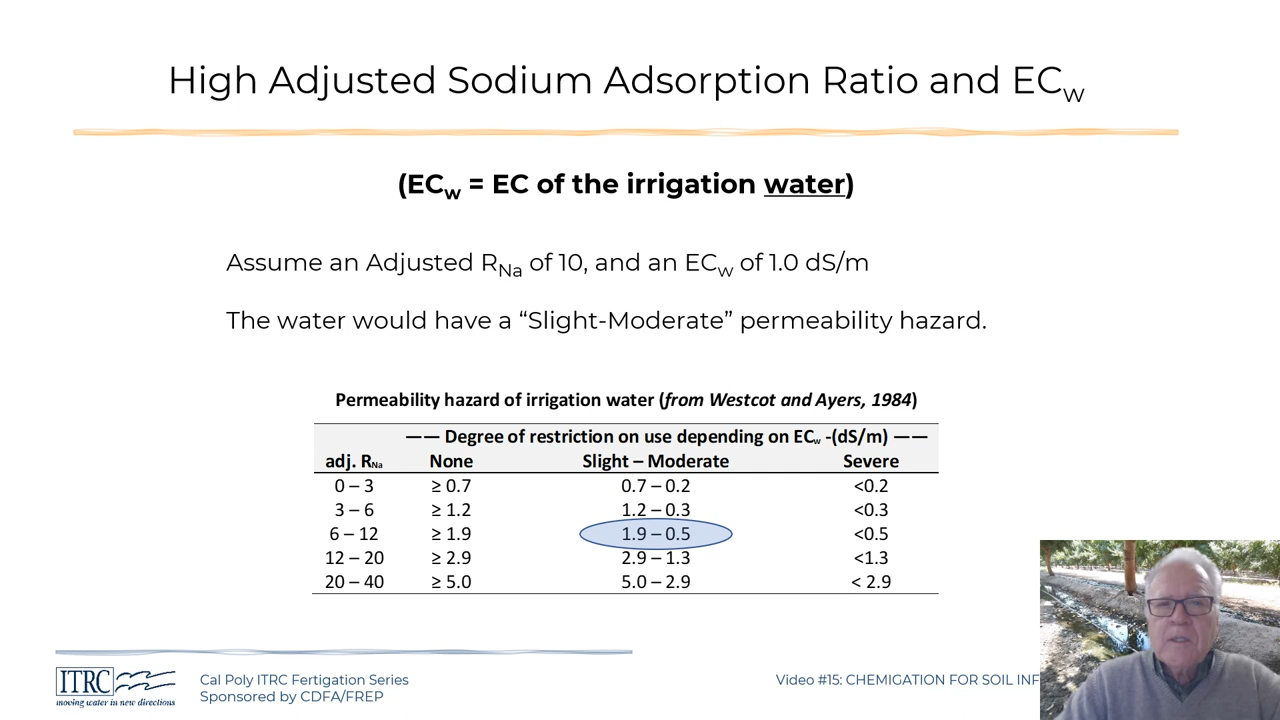 High Adjusted Sodium Adsorption Ratio and ECw
(ECw = EC of the irrigation water)
Assume an Adjusted RNa of 10, and an ECw of 1.0 dS/m
The water would have a “Slight-Moderate” permeability hazard.
Permeability hazard of irrigation water (from Westcot and Ayers, 1984)
—— Degree of restriction on use depending on ECw -(dS/m) ——
adj. RNa None Slight – Moderate Severe
0 – 3 ≥ 0.7 0.7 – 0.2 <0.2
3 – 6 ≥ 1.2 1.2 – 0.3 <0.3
6 – 12 ≥ 1.9 1.9 – 0.5 <0.5
12 – 20 ≥ 2.9 2.9 – 1.3 <1.3
20 – 40 ≥ 5.0 5.0 – 2.9 < 2.9
ITRC
moving water in new directions
Cal Poly ITRC Fertigation Series
Sponsored by CDFA/FREP
Video #15: CHEMIGATION FOR SOIL INF